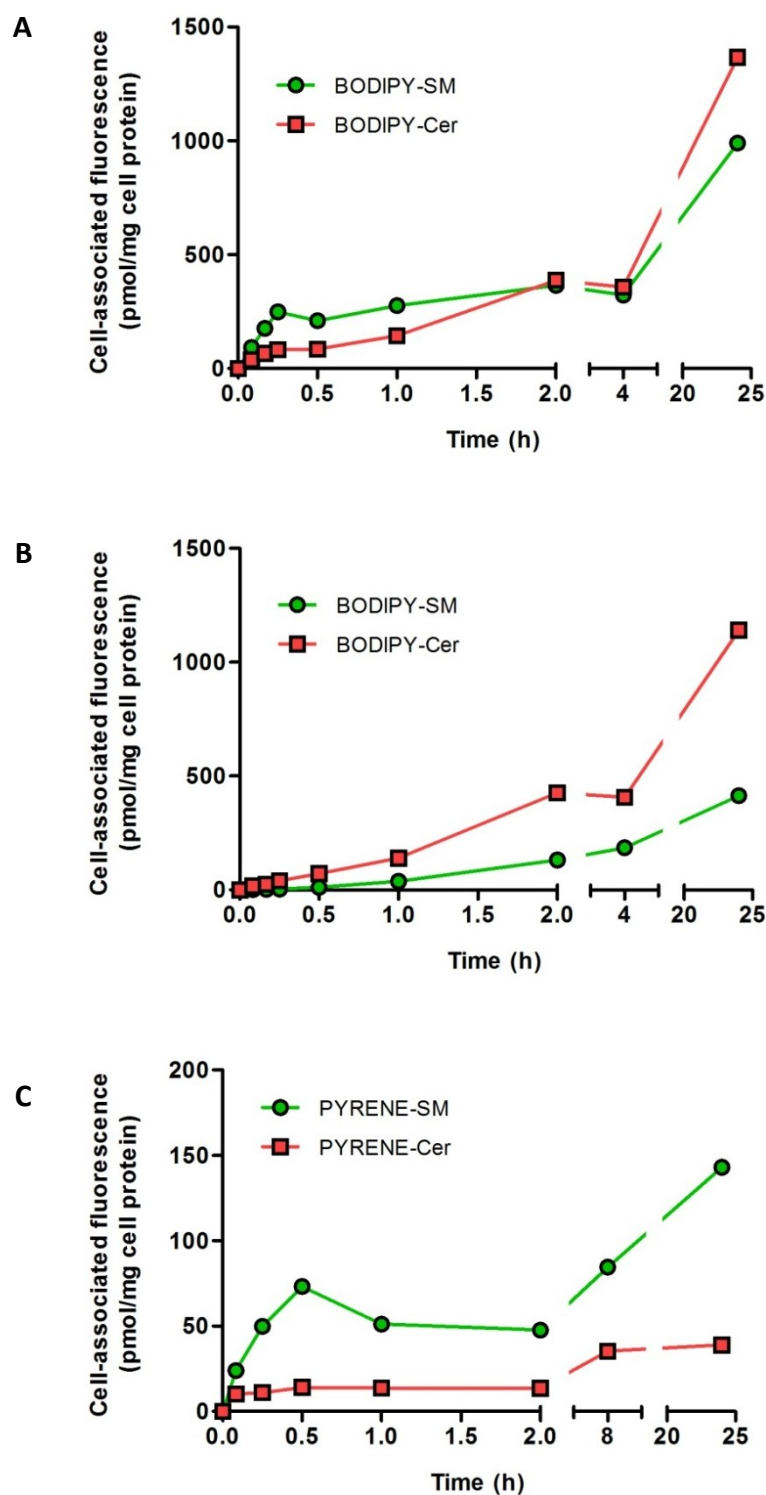 A
Cell-associated fluorescence
(pmol/mg cell protein)
1500
1000
500
0
BODIPY-SM
BODIPY-Cer
0.0 0.5 1.0 2.0 4 20 25
Time (h)
B
Cell-associated fluorescence
(pmol/mg cell protein)
1500
1000
500
0
BODIPY-SM
BODIPY-Cer
0.0 0.5 1.0 2.0 4 20 25
Time (h)
C
Cell-associated fluorescence
(pmol/mg cell protein)
200
150
100
50
0
PYRENE-SM
PYRENE-Cer
0.0 0.5 1.0 1.5 2.0 8 20 25
Time (h)